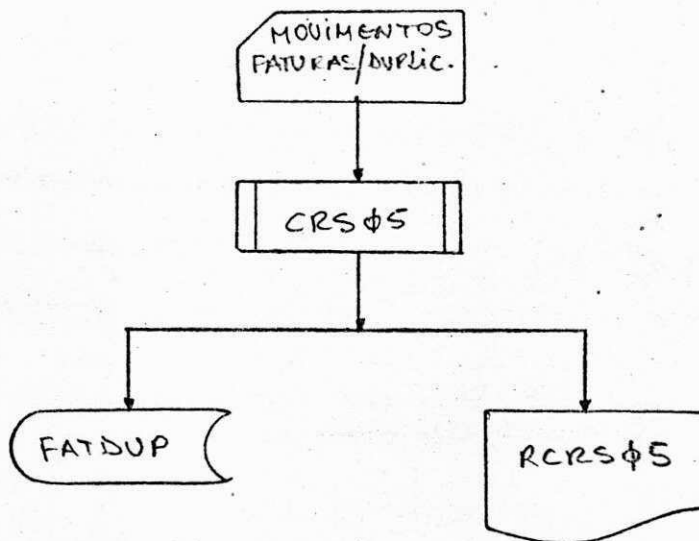 MOVIMENTOS
FATURAS/DUPLIC.
CRSφ5
FATDUP
RCRSφ5